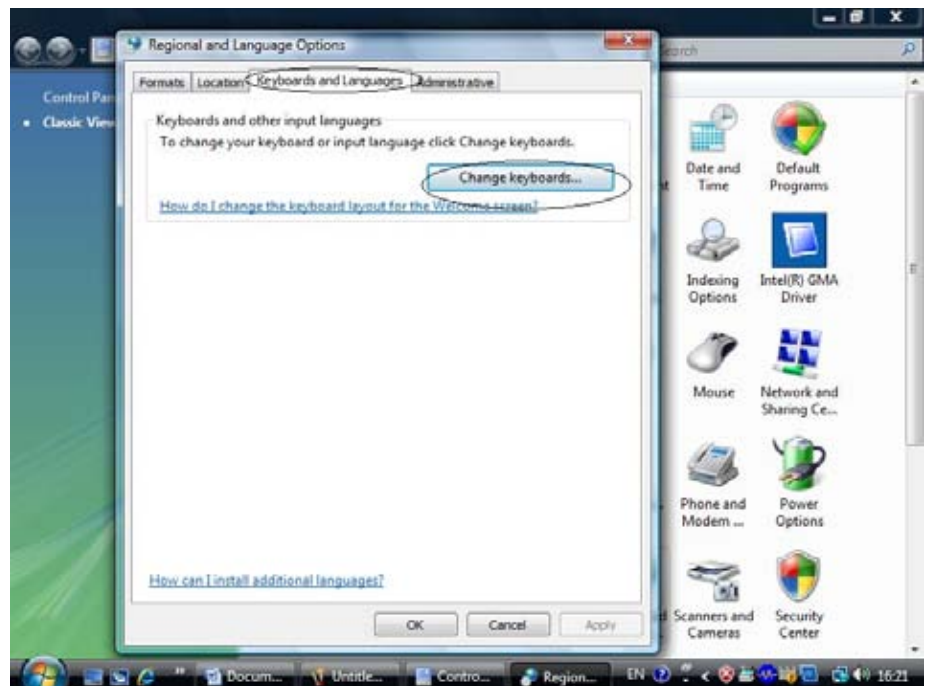 Regional and Language Options
Formats
Location
Keyboards and Languages
Administrative
Keyboards and other input languages
To change your keyboard or input language click Change keyboards.
Change keyboards...
How do I change the keyboard layout for the Welcome screen?
How can I install additional languages?
OK
Cancel
Apply
Control Pan
Classic View
Date and
Time
Default
Programs
Indexing
Options
Intel(R) GMA
Driver
Mouse
Network and
Sharing Ce...
Phone and
Modem ...
Power
Options
Scanners and
Cameras
Security
Center
Docum...
Untitle...
Contro...
Region...
EN
16:21